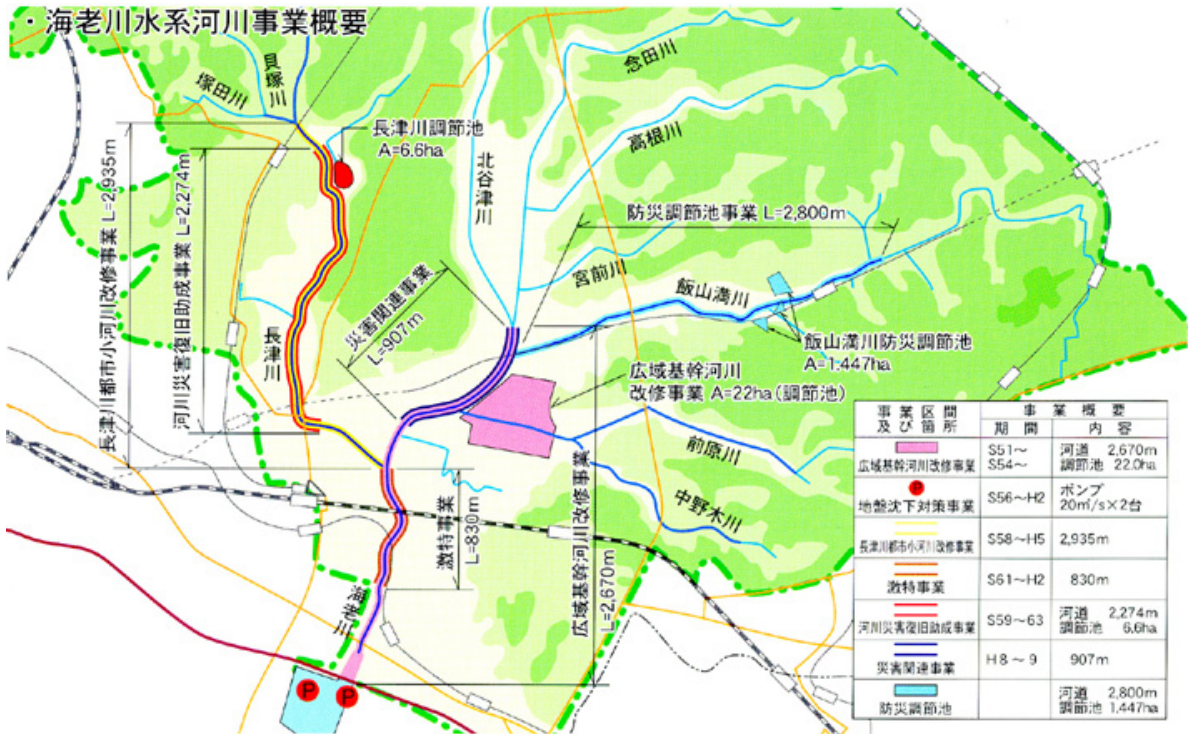 ・海老川水系河川事業概要
塚田川
貝塚川
長津川調節池
A=6.6ha
北谷津川
念田川
高根川
防災調節池事業 L=2,800m
宮前川
飯山満川
飯山満川防災調節池
A=1.447ha
長津川都市小河川改修事業 L=2,935m
河川災害復旧助成事業 L=2,274m
長津川
災害関連事業
L=907m
広域基幹河川
改修事業 A=22ha(調節池)
前原川
中野木川
激特事業
L=830m
広域基幹河川改修事業
L=2,670m
海老川
P
P
事業区間
及び箇所
事業概要
期間
内容
広域基幹河川改修事業
S51～
S54～
河道 2,670m
調節池 22.0ha
P
地盤沈下対策事業
S56～H2
ポンプ
20㎥/s×2台
長津川都市小河川改修事業
S58～H5
2,935m
激特事業
S61～H2
830m
河川災害復旧助成事業
S59～63
河道 2,274m
調節池 6.6ha
災害関連事業
H8～9
907m
防災調節池
河道 2,800m
調節池 1.447ha